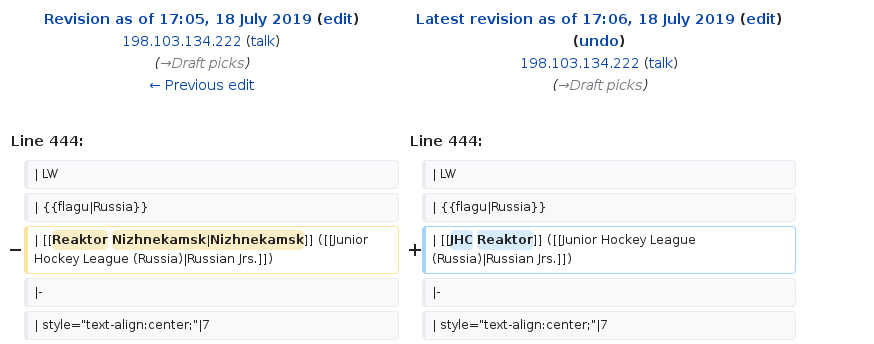 Revision as of 17:05, 18 July 2019 (edit)
198.103.134.222 (talk)
(→Draft picks)
← Previous edit
Latest revision as of 17:06, 18 July 2019 (edit)
(undo)
198.103.134.222 (talk)
(→Draft picks)
Line 444:
Line 444:
| LW
| LW
| {{flagu|Russia}}
| {{flagu|Russia}}
− | [[Reaktor Nizhnekamsk|Nizhnekamsk]] ([[Junior
Hockey League (Russia)|Russian Jrs.]])
+ | [[JHC Reaktor]] ([[Junior Hockey League
(Russia)|Russian Jrs.]])
|-
|-
| style="text-align:center;"|7
| style="text-align:center;"|7